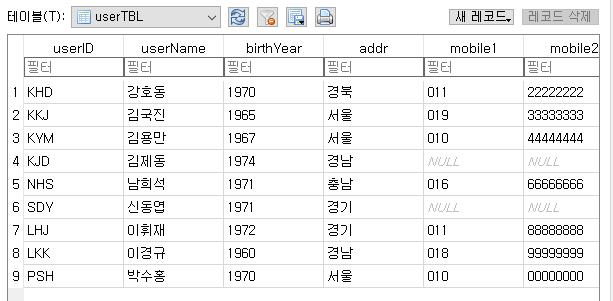 테이블(T): userTBL 새 레코드 레코드 삭제
userID userName birthYear addr mobile1 mobile2
필터 필터 필터 필터 필터 필터
1 KHD 강호동 1970 경북 011 22222222
2 KKJ 김국진 1965 서울 019 33333333
3 KYM 김용만 1967 서울 010 44444444
4 KJD 김제동 1974 경남 NULL NULL
5 NHS 남희석 1971 충남 016 66666666
6 SDY 신동엽 1971 경기 NULL NULL
7 LHJ 이휘재 1972 경기 011 88888888
8 LKK 이경규 1960 경남 018 99999999
9 PSH 박수홍 1970 서울 010 00000000